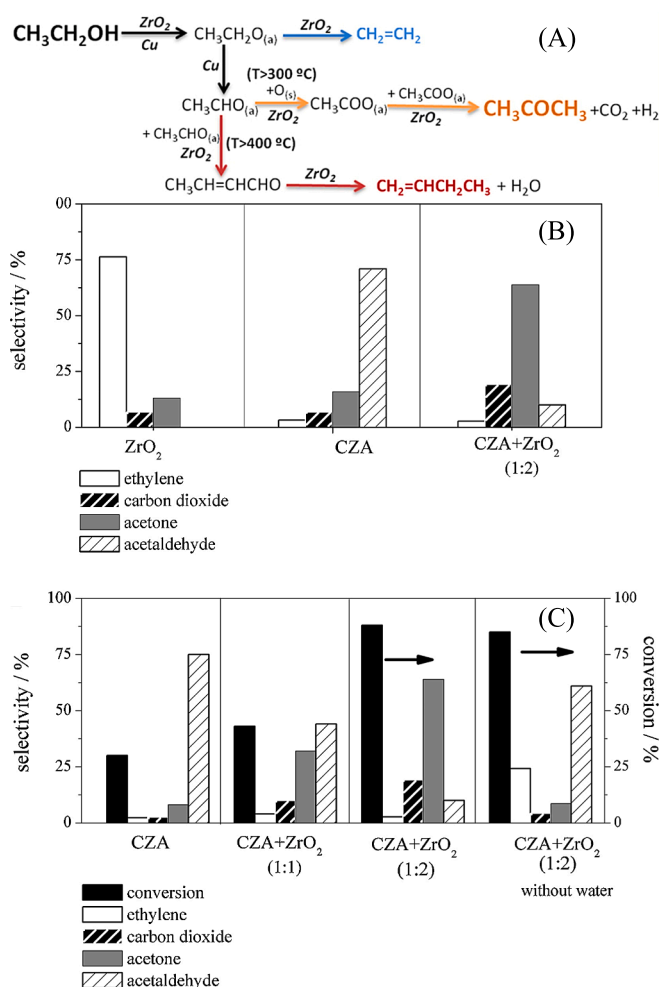 (A)
CH₃CH₂OH ZrO₂ Cu CH₃CH₂O(a) ZrO₂ CH₂=CH₂
Cu (T>300 ºC)
CH₃CHO(a) +O(s) ZrO₂ CH₃COO(a) + CH₃COO(a) ZrO₂ CH₃COCH₃ +CO₂ +H₂
+ CH₃CHO(a) ZrO₂ (T>400 ºC)
CH₃CH=CHCHO ZrO₂ CH₂=CHCH₂CH₃ + H₂O
(B)
selectivity / %
00
75
50
25
0
ZrO₂
CZA
CZA+ZrO₂
(1:2)
ethylene
carbon dioxide
acetone
acetaldehyde
(C)
selectivity / %
100
75
50
25
0
100
75
50
25
0
conversion / %
CZA
CZA+ZrO₂
(1:1)
CZA+ZrO₂
(1:2)
CZA+ZrO₂
(1:2)
without water
conversion
ethylene
carbon dioxide
acetone
acetaldehyde